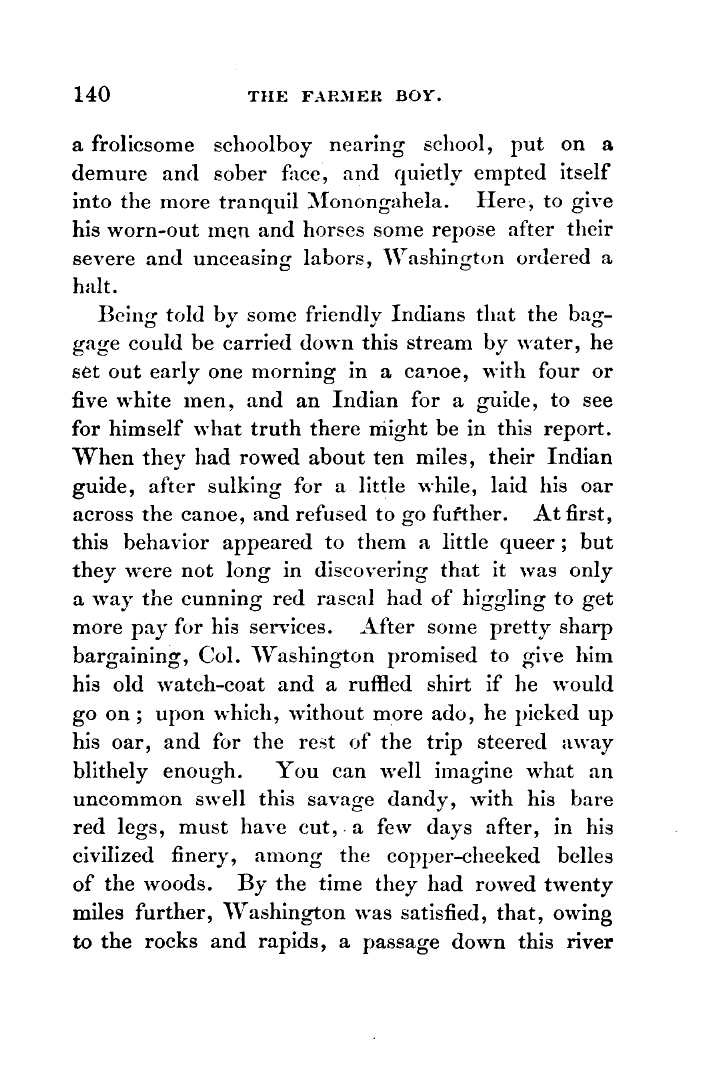 140 THE FARMER BOY.
a frolicsome schoolboy nearing school, put on a
demure and sober face, and quietly empted itself
into the more tranquil Monongahela. Here, to give
his worn-out men and horses some repose after their
severe and unceasing labors, Washington ordered a
halt.
Being told by some friendly Indians that the bag-
gage could be carried down this stream by water, he
set out early one morning in a canoe, with four or
five white men, and an Indian for a guide, to see
for himself what truth there might be in this report.
When they had rowed about ten miles, their Indian
guide, after sulking for a little while, laid his oar
across the canoe, and refused to go further. At first,
this behavior appeared to them a little queer; but
they were not long in discovering that it was only
a way the cunning red rascal had of higgling to get
more pay for his services. After some pretty sharp
bargaining, Col. Washington promised to give him
his old watch-coat and a ruffled shirt if he would
go on; upon which, without more ado, he picked up
his oar, and for the rest of the trip steered away
blithely enough. You can well imagine what an
uncommon swell this savage dandy, with his bare
red legs, must have cut, a few days after, in his
civilized finery, among the copper-cheeked belles
of the woods. By the time they had rowed twenty
miles further, Washington was satisfied, that, owing
to the rocks and rapids, a passage down this river